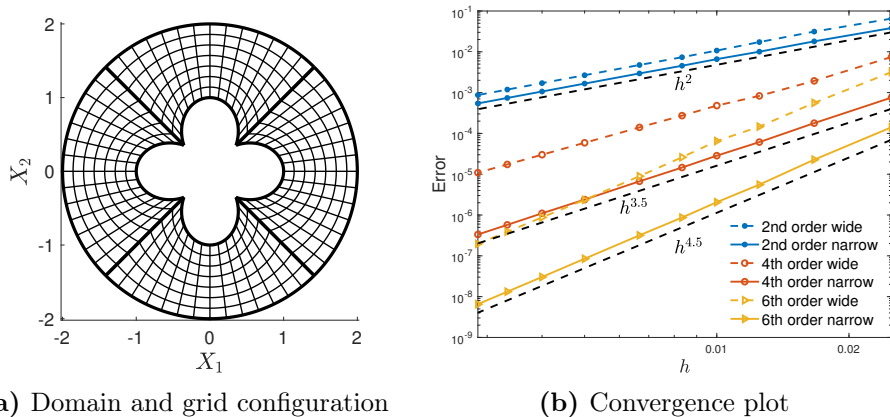 2
1
0
-1
-2
X₂
-2 -1 0 1 2
X₁
a) Domain and grid configuration
10⁻¹
10⁻²
10⁻³
10⁻⁴
10⁻⁵
10⁻⁶
10⁻⁷
10⁻⁸
10⁻⁹
Error
h²
h³·⁵
h⁴·⁵
2nd order wide
2nd order narrow
4th order wide
4th order narrow
6th order wide
6th order narrow
0.01 0.02
h
(b) Convergence plot